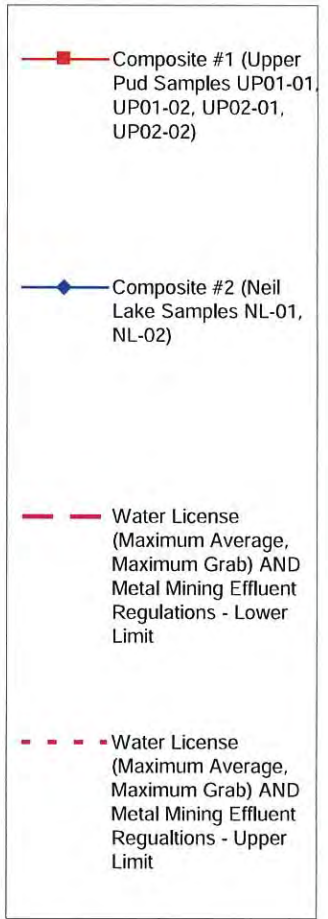 Composite #1 (Upper
Pud Samples UP01-01,
UP01-02, UP02-01,
UP02-02)
Composite #2 (Neil
Lake Samples NL-01,
NL-02)
Water License
(Maximum Average,
Maximum Grab) AND
Metal Mining Effluent
Regulations - Lower
Limit
Water License
(Maximum Average,
Maximum Grab) AND
Metal Mining Effluent
Regualtions - Upper
Limit